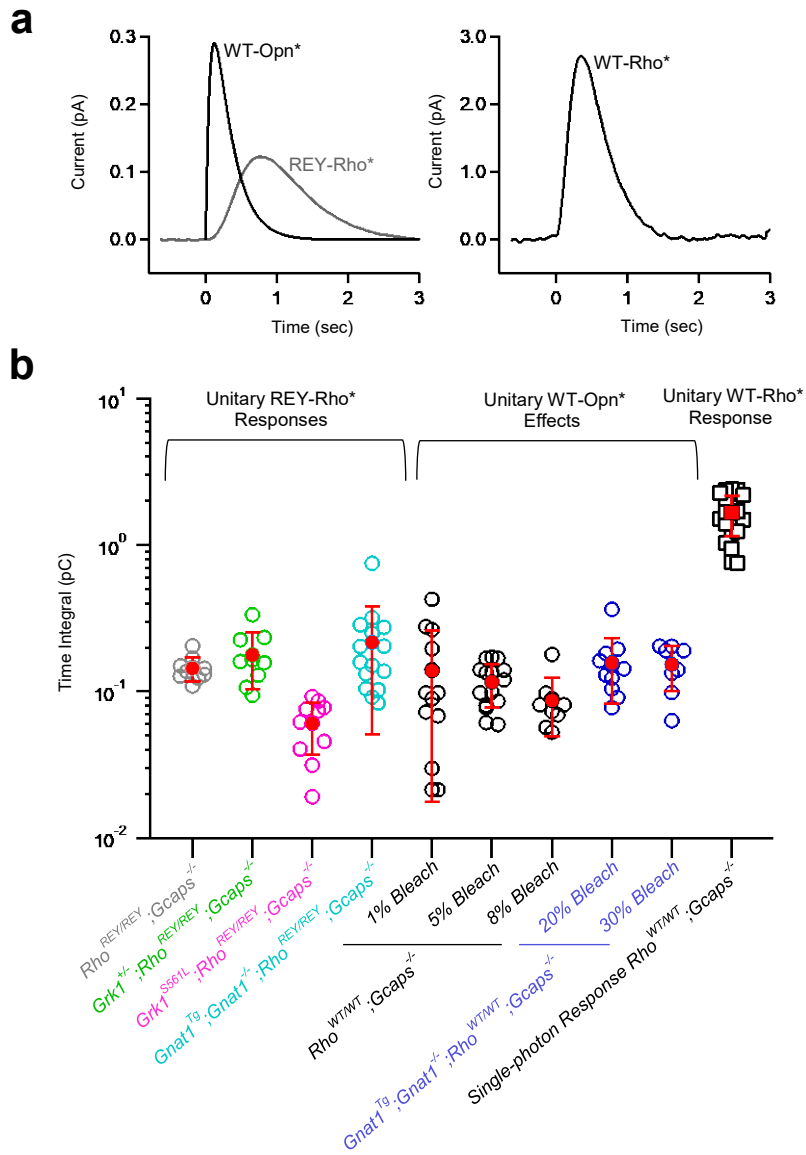 a
0.3
0.2
0.1
0.0
Current (pA)
WT-Opn*
REY-Rho*
0
1
2
3
Time (sec)
3.0
2.0
1.0
0.0
Current (pA)
WT-Rho*
0
1
2
3
Time (sec)
b
Unitary REY-Rho*
Responses
Unitary WT-Opn*
Effects
Unitary WT-Rho*
Response
10^1
10^0
10^-1
10^-2
Time Integral (pC)
Rho^REY/REY;Gcaps^-/-
Grk1^+/-;Rho^REY/REY;Gcaps^-/-
Grk1^S561L;Rho^REY/REY;Gcaps^-/-
Gnat1^Tg;Gnat1^-/-;Rho^REY/REY;Gcaps^-/-
1% Bleach
5% Bleach
8% Bleach
20% Bleach
30% Bleach
Rho^WT/WT;Gcaps^-/-
Gnat1^Tg;Gnat1^-/-;Rho^WT/WT;Gcaps^-/-
Single-photon Response Rho^WT/WT;Gcaps^-/-